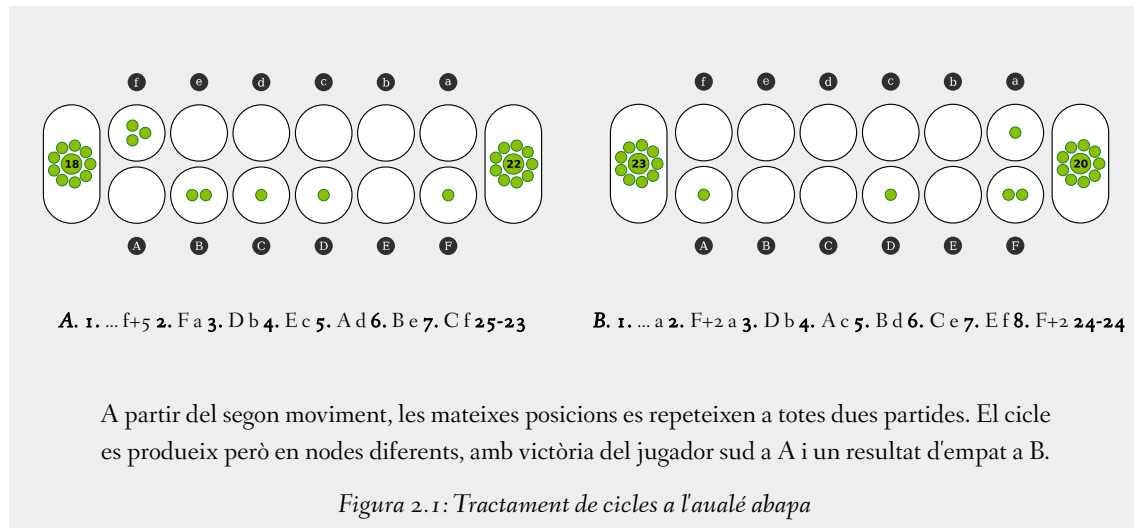 f e d c b a
18 22
A B C D E F
f e d c b a
23 20
A B C D E F
A. 1. ... f+5 2. F a 3. D b 4. E c 5. A d 6. B e 7. C f 25-23
B. 1. ... a 2. F+2 a 3. D b 4. A c 5. B d 6. C e 7. E f 8. F+2 24-24
A partir del segon moviment, les mateixes posicions es repeteixen a totes dues partides. El cicle
es produeix però en nodes diferents, amb victòria del jugador sud a A i un resultat d'empat a B.
Figura 2.1: Tractament de cicles a l'aualé abapa